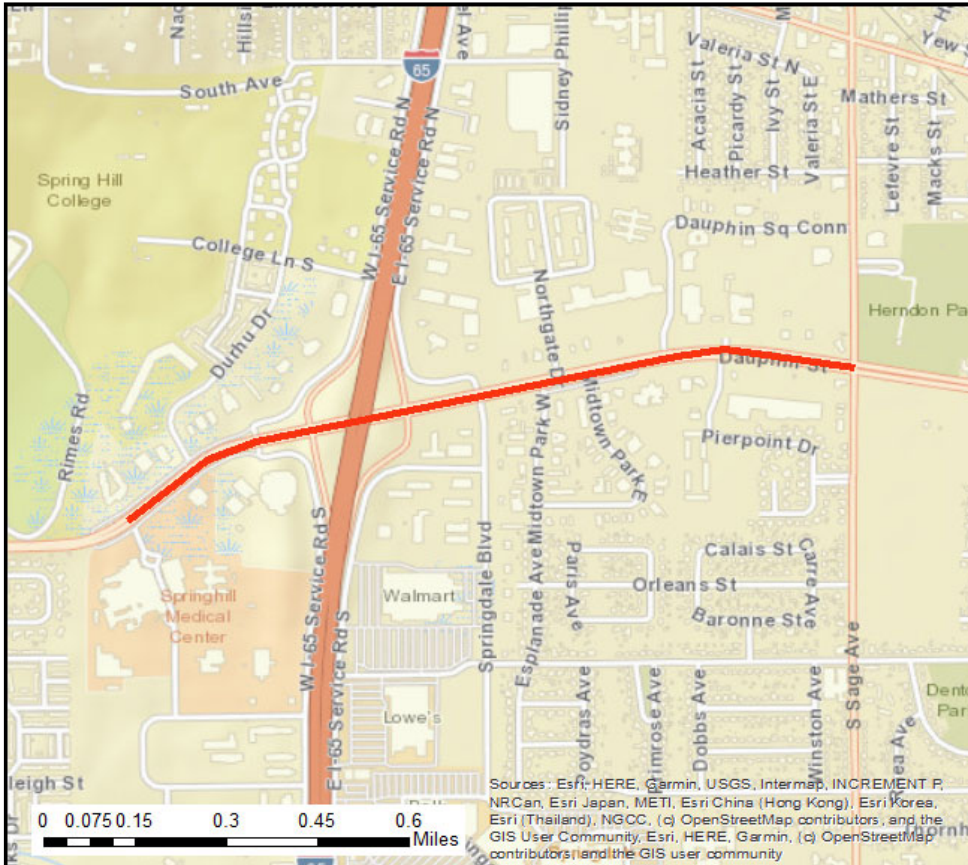 South Ave
Hillsi
65
Sidney Philli
Valeria St N
Yew S
Acacia St
Picardy St
Ivy St
Valeria St E
Mathers St
Lefevre St
Macks St
Heather St
W I-65 Service Rd N
E I-65 Service Rd N
Spring Hill
College
College Ln S
Dauphin Sq Conn
Durhu Dr
Northgate Dr
Herndon Pa
Rimes Rd
Dauphin St
Midtown Park W
Midtown Park E
Pierpoint Dr
Springhill
Medical
Center
W I-65 Service Rd S
E I-65 Service Rd S
Walmart
Springdale Blvd
Esplanade Ave
Paris Ave
Calais St
Orleans St
Carre Ave
Baronne St
S Sage Ave
Lowe's
Poydras Ave
Primrose Ave
Dobbs Ave
Winston Ave
Rhea Ave
Dento
Par
leigh St
0 0.075 0.15 0.3 0.45 0.6
Miles
Sources: Esri, HERE, Garmin, USGS, Intermap, INCREMENT P,
NRCan, Esri Japan, METI, Esri China (Hong Kong), Esri Korea,
Esri (Thailand), NGCC, (c) OpenStreetMap contributors, and the
GIS User Community, Esri, HERE, Garmin, (c) OpenStreetMap
contributors, and the GIS user community